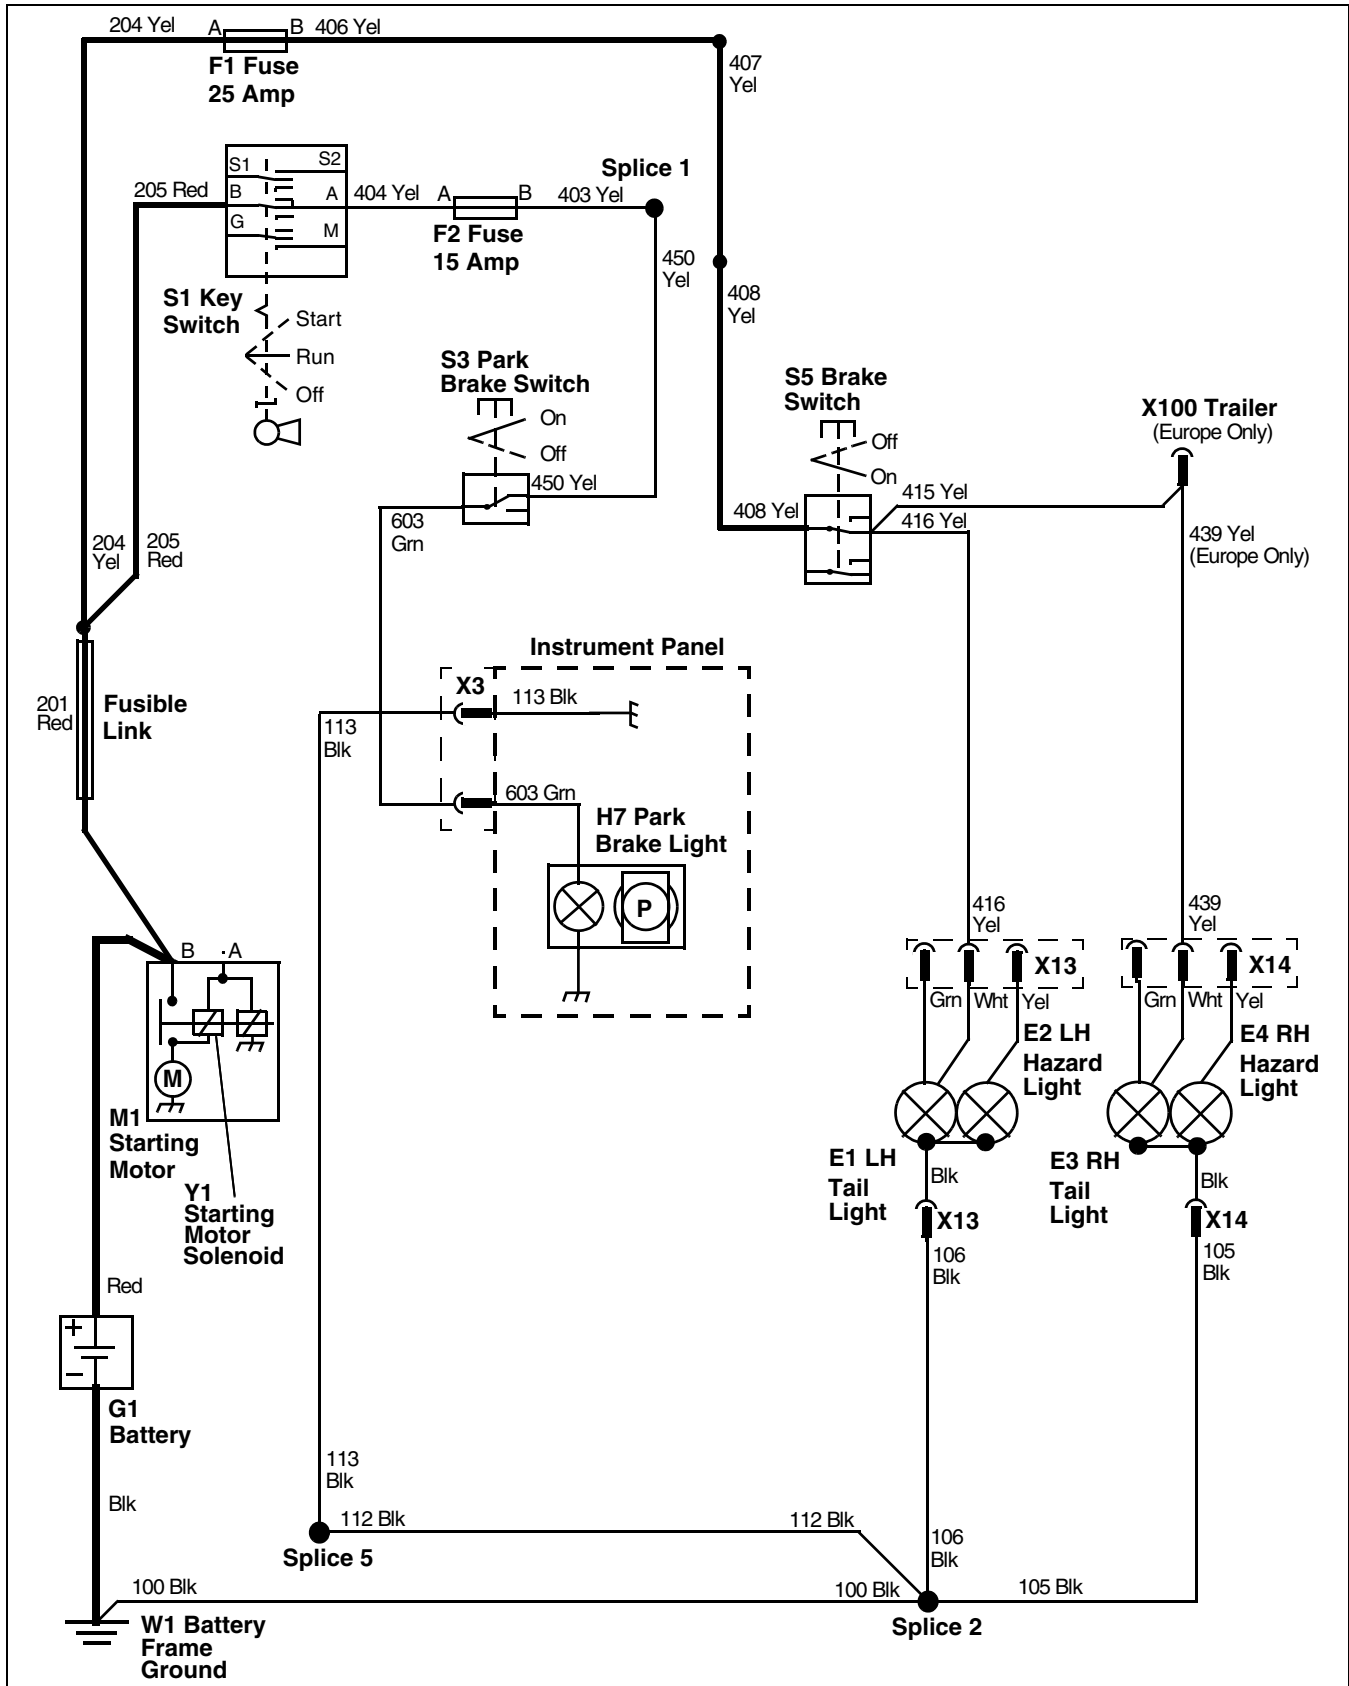 204 Yel
A
B
406 Yel
F1 Fuse
25 Amp
407
Yel
S1
S2
B
A
G
M
205 Red
404 Yel
A
B
403 Yel
Splice 1
F2 Fuse
15 Amp
450
Yel
408
Yel
S1 Key
Switch
Start
Run
Off
S3 Park
Brake Switch
On
Off
450 Yel
S5 Brake
Switch
Off
On
X100 Trailer
(Europe Only)
408 Yel
415 Yel
416 Yel
439 Yel
(Europe Only)
603
Grn
204
Yel
205
Red
201
Red
Fusible
Link
Instrument Panel
X3
113 Blk
113
Blk
603 Grn
H7 Park
Brake Light
P
416
Yel
439
Yel
X13
X14
Grn
Wht
Yel
Grn
Wht
Yel
E2 LH
Hazard
Light
E4 RH
Hazard
Light
B
A
M
M1
Starting
Motor
Y1
Starting
Motor
Solenoid
E1 LH
Tail
Light
Blk
X13
E3 RH
Tail
Light
Blk
X14
106
Blk
105
Blk
Red
+
−
G1
Battery
Blk
113
Blk
112 Blk
112 Blk
Splice 5
106
Blk
100 Blk
100 Blk
105 Blk
Splice 2
W1 Battery
Frame
Ground